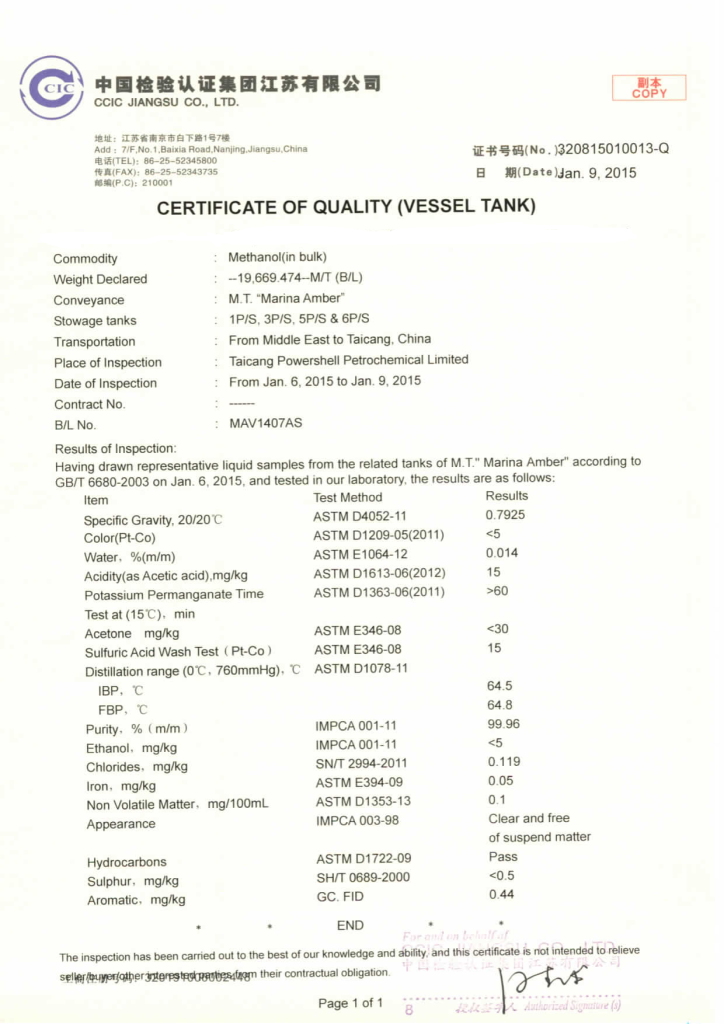 CCIC
中国检验认证集团江苏有限公司
CCIC JIANGSU CO., LTD.
副本
COPY
地址: 江苏省南京市白下路1号7楼
Add : 7/F,No.1,Baixia Road,Nanjing,Jiangsu,China
电话(TEL): 86-25-52345800
传真(FAX): 86-25-52343735
邮编(P.C): 210001
证书号码(No.)320815010013-Q
日 期(Date)Jan. 9, 2015
CERTIFICATE OF QUALITY (VESSEL TANK)
Commodity : Methanol(in bulk)
Weight Declared : --19,669.474--M/T (B/L)
Conveyance : M.T. “Marina Amber”
Stowage tanks : 1P/S, 3P/S, 5P/S & 6P/S
Transportation : From Middle East to Taicang, China
Place of Inspection : Taicang Powershell Petrochemical Limited
Date of Inspection : From Jan. 6, 2015 to Jan. 9, 2015
Contract No. : ------
B/L No. : MAV1407AS
Results of Inspection:
Having drawn representative liquid samples from the related tanks of M.T.” Marina Amber” according to
GB/T 6680-2003 on Jan. 6, 2015, and tested in our laboratory, the results are as follows:
Item Test Method Results
Specific Gravity, 20/20℃ ASTM D4052-11 0.7925
Color(Pt-Co) ASTM D1209-05(2011) <5
Water, %(m/m) ASTM E1064-12 0.014
Acidity(as Acetic acid),mg/kg ASTM D1613-06(2012) 15
Potassium Permanganate Time ASTM D1363-06(2011) >60
Test at (15℃), min
Acetone mg/kg ASTM E346-08 <30
Sulfuric Acid Wash Test ( Pt-Co ) ASTM E346-08 15
Distillation range (0℃, 760mmHg), ℃ ASTM D1078-11
IBP, ℃ 64.5
FBP, ℃ 64.8
Purity, % ( m/m ) IMPCA 001-11 99.96
Ethanol, mg/kg IMPCA 001-11 <5
Chlorides, mg/kg SN/T 2994-2011 0.119
Iron, mg/kg ASTM E394-09 0.05
Non Volatile Matter, mg/100mL ASTM D1353-13 0.1
Appearance IMPCA 003-98 Clear and free
of suspend matter
Hydrocarbons ASTM D1722-09 Pass
Sulphur, mg/kg SH/T 0689-2000 <0.5
Aromatic, mg/kg GC. FID 0.44
* * END * *
For and on behalf of
CCIC JIANGSU CO., LTD.
The inspection has been carried out to the best of our knowledge and ability, and this certificate is not intended to relieve
中国检验认证集团江苏有限公司
seller/buyer/other interested parties from their contractual obligation.
Page 1 of 1
8 授权签字人 Authorized Signature (s)